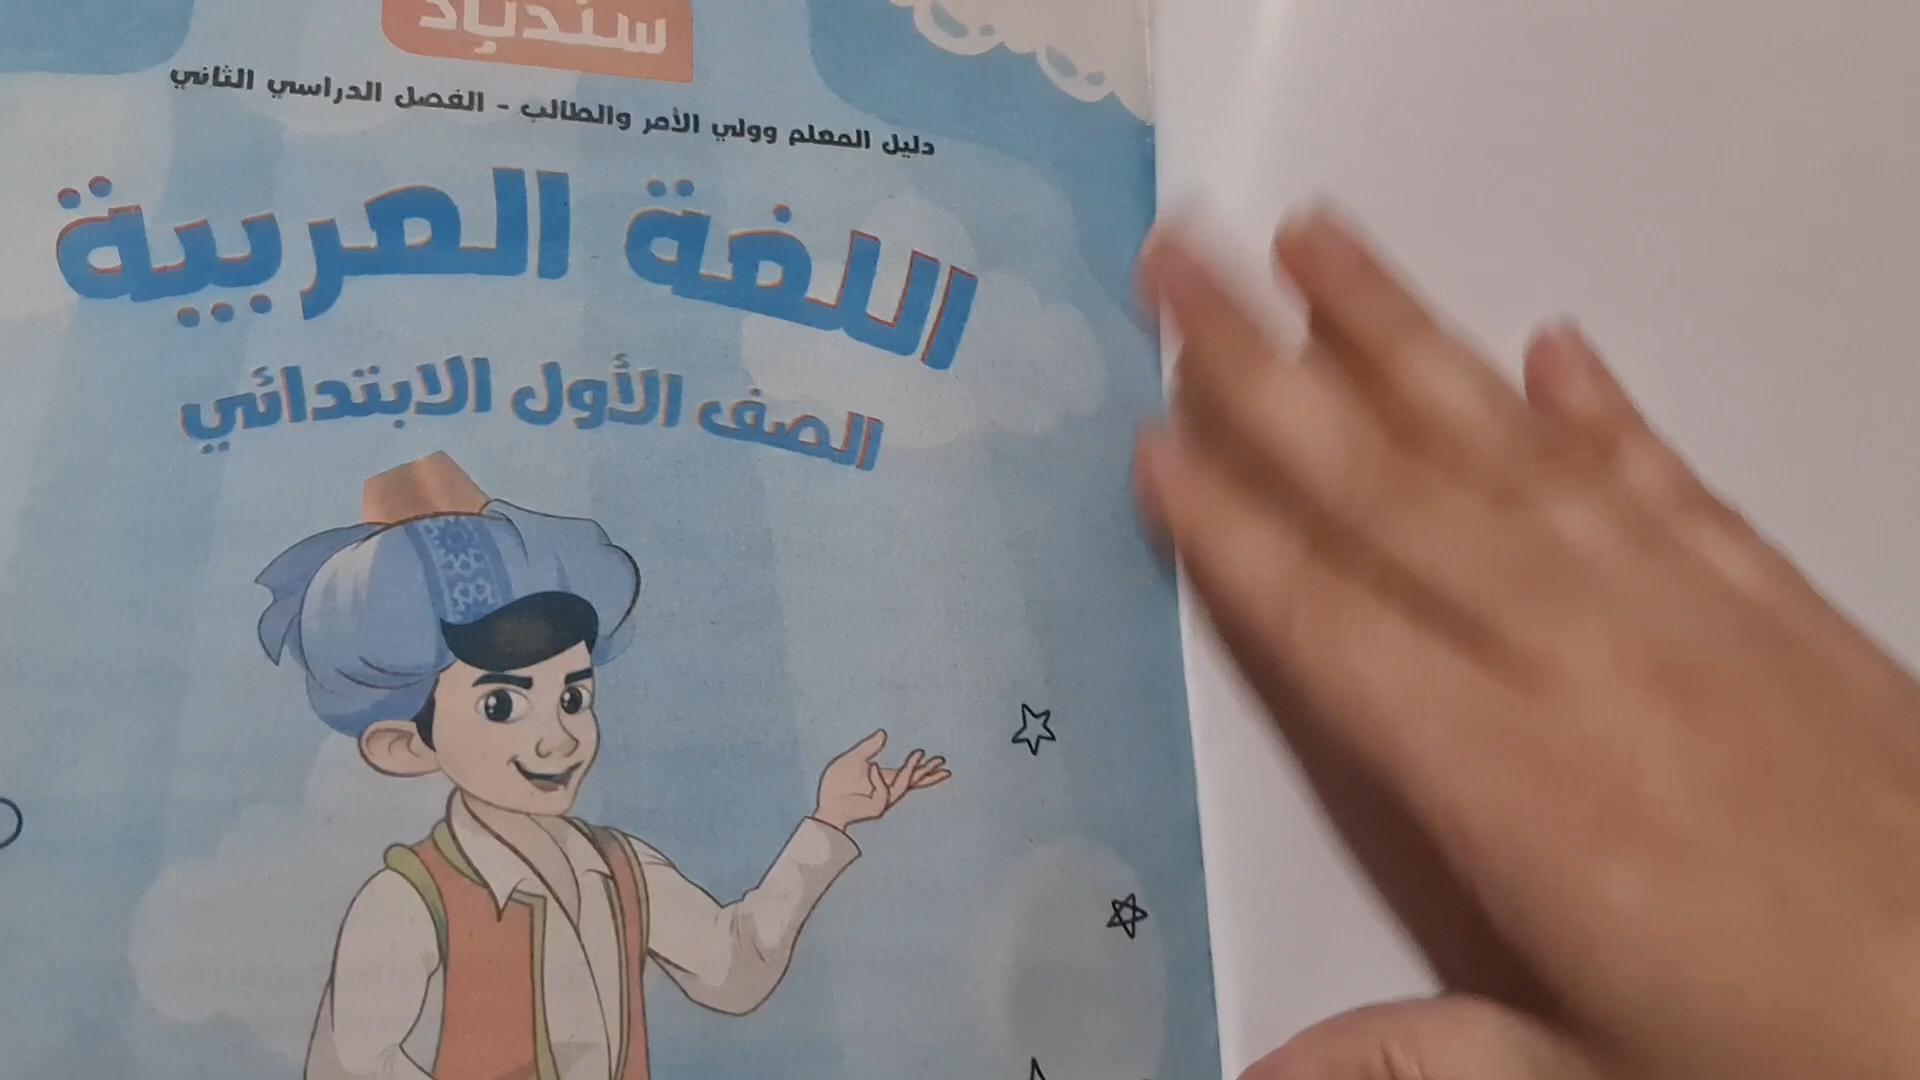 سندباد
دليل المعلم وولي الأمر والطالب - الفصل الدراسي الثاني
اللغة العربية
الصف الأول الابتدائي